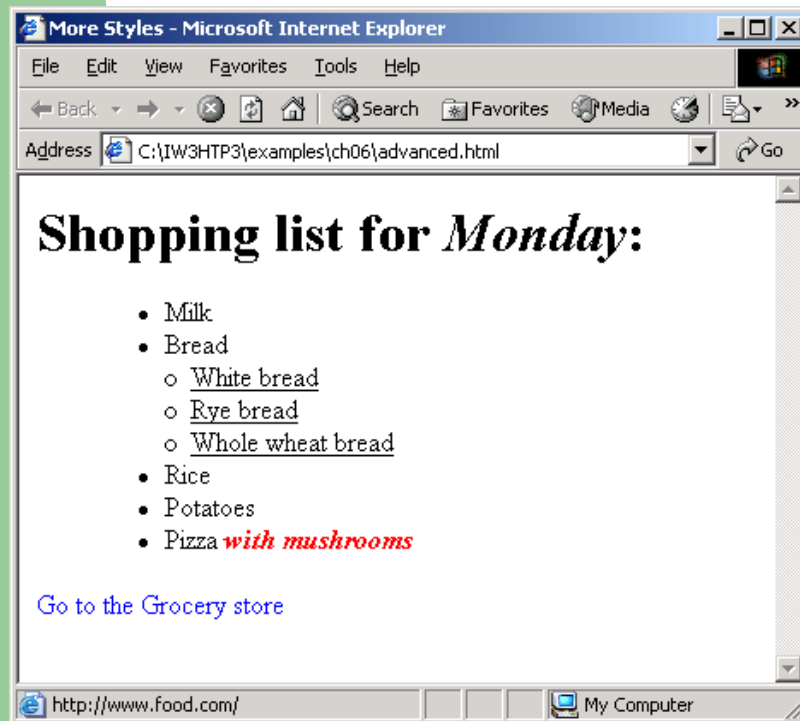 More Styles - Microsoft Internet Explorer
File Edit View Favorites Tools Help
Back Search Favorites Media »
Address C:\IW3HTP3\examples\ch06\advanced.html Go
Shopping list for Monday:
• Milk
• Bread
o White bread
o Rye bread
o Whole wheat bread
• Rice
• Potatoes
• Pizza with mushrooms
Go to the Grocery store
http://www.food.com/ My Computer